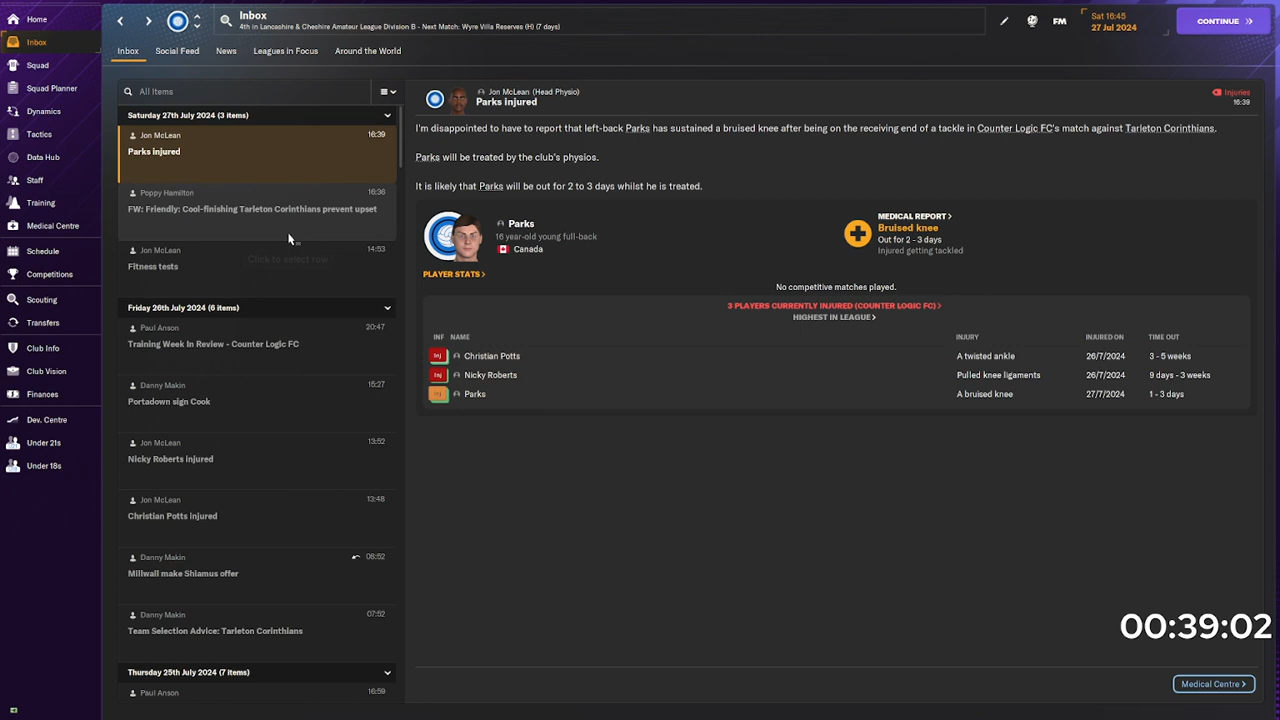 Home
Inbox
Squad
Squad Planner
Dynamics
Tactics
Data Hub
Staff
Training
Medical Centre
Schedule
Competitions
Scouting
Transfers
Club Info
Club Vision
Finances
Dev. Centre
Under 21s
Under 18s
Inbox
4th in Lancashire & Cheshire Amateur League Division B - Next Match: Wyre Villa Reserves (H) (7 days)
FM
Sat 16:45
27 Jul 2024
CONTINUE
Inbox
Social Feed
News
Leagues in Focus
Around the World
All Items
Saturday 27th July 2024 (3 items)
Jon McLean 16:39
Parks injured
Poppy Hamilton 16:36
FW: Friendly: Cool-finishing Tarleton Corinthians prevent upset
Jon McLean 14:53
Fitness tests
Click to select row
Friday 26th July 2024 (6 items)
Paul Anson 20:47
Training Week In Review - Counter Logic FC
Danny Makin 15:27
Portadown sign Cook
Jon McLean 13:52
Nicky Roberts injured
Jon McLean 13:48
Christian Potts injured
Danny Makin 08:52
Millwall make Shiamus offer
Danny Makin 07:52
Team Selection Advice: Tarleton Corinthians
Thursday 25th July 2024 (7 items)
Paul Anson 16:59
Jon McLean (Head Physio)
Parks injured
Injuries
16:39
I'm disappointed to have to report that left-back Parks has sustained a bruised knee after being on the receiving end of a tackle in Counter Logic FC's match against Tarleton Corinthians.
Parks will be treated by the club's physios.
It is likely that Parks will be out for 2 to 3 days whilst he is treated.
Parks
16 year-old young full-back
Canada
PLAYER STATS
MEDICAL REPORT
Bruised knee
Out for 2 - 3 days
Injured getting tackled
No competitive matches played.
3 PLAYERS CURRENTLY INJURED (COUNTER LOGIC FC)
HIGHEST IN LEAGUE
INF NAME INJURY INJURED ON TIME OUT
Inj Christian Potts A twisted ankle 26/7/2024 3 - 5 weeks
Inj Nicky Roberts Pulled knee ligaments 26/7/2024 9 days - 3 weeks
Inj Parks A bruised knee 27/7/2024 1 - 3 days
00:39:02
Medical Centre